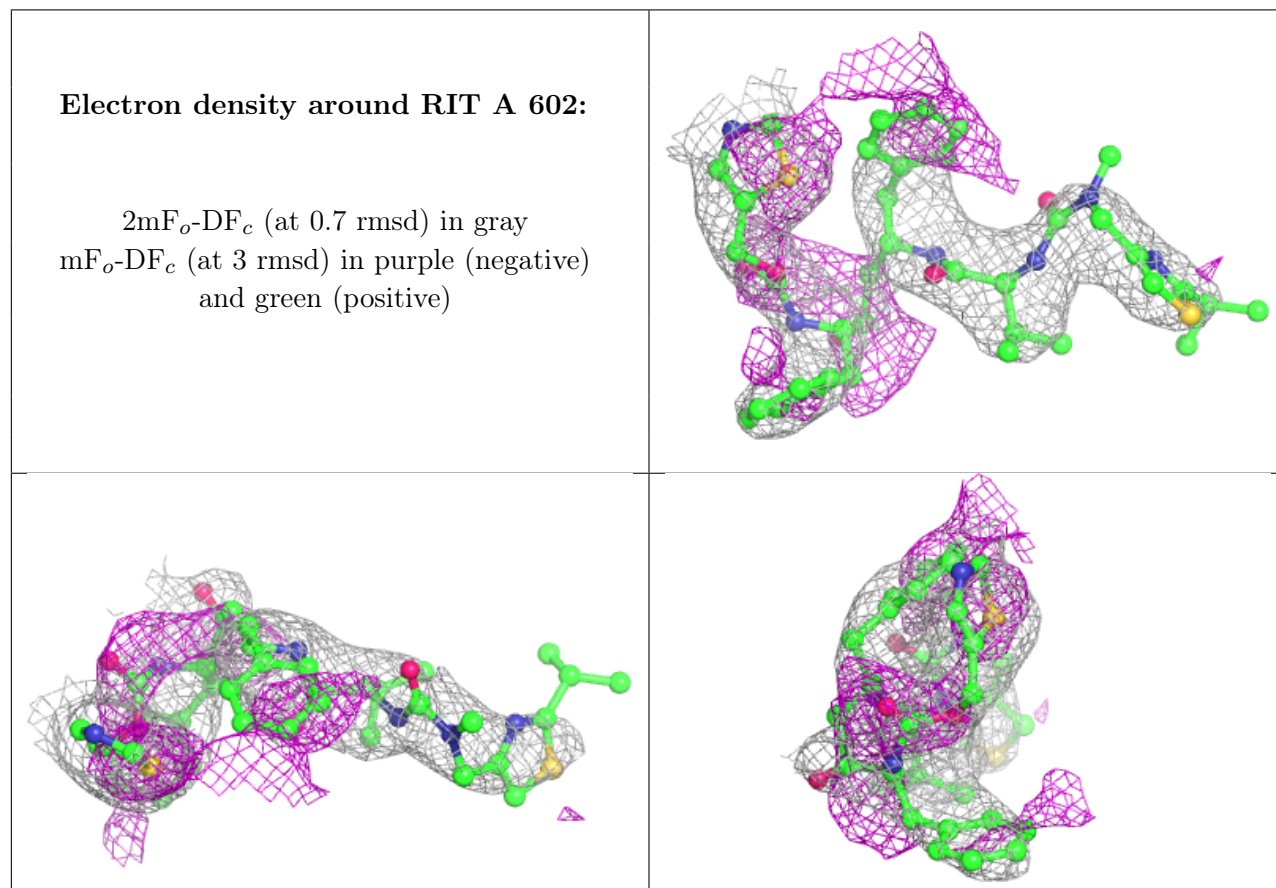 Electron density around RIT A 602:
2mFₒ-DF𝒸 (at 0.7 rmsd) in gray
mFₒ-DF𝒸 (at 3 rmsd) in purple (negative)
and green (positive)